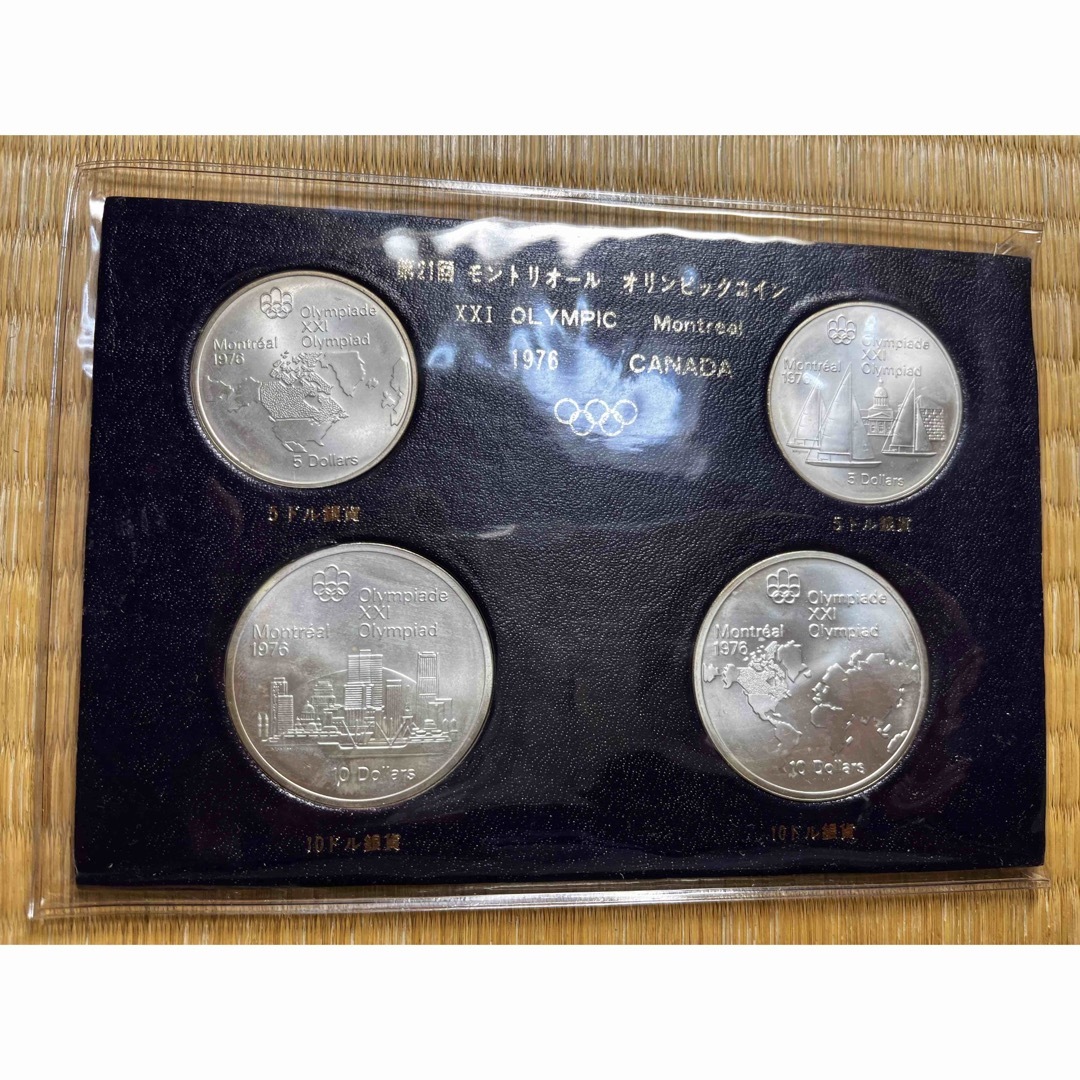 第21回 モントリオール オリンピックコイン
XXI OLYMPIC Montreal
1976 CANADA
Olympiade
XXI
Montréal Olympiad
1976
5 Dollars
5ドル銀貨
Olympiade
XXI
Montréal Olympiad
1976
5 Dollars
5ドル銀貨
Olympiade
XXI
Montréal Olympiad
1976
10 Dollars
10ドル銀貨
Olympiade
XXI
Montréal Olympiad
1976
10 Dollars
10ドル銀貨